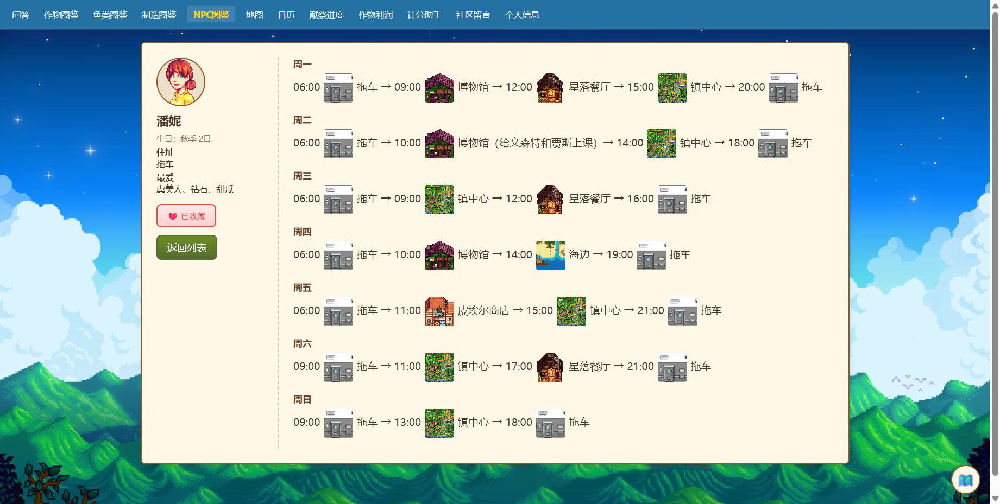 问答 作物图鉴 鱼类图鉴 制造图鉴 NPC图鉴 地图 日历 献祭进度 作物利润 计分助手 社区留言 个人信息
潘妮
生日：秋季 2日
住址
拖车
最爱
虞美人、钻石、甜瓜
已收藏
返回列表
周一
06:00 拖车 → 09:00 博物馆 → 12:00 星落餐厅 → 15:00 镇中心 → 20:00 拖车
周二
06:00 拖车 → 10:00 博物馆（给文森特和贾斯上课） → 14:00 镇中心 → 18:00 拖车
周三
06:00 拖车 → 09:00 镇中心 → 12:00 星落餐厅 → 16:00 拖车
周四
06:00 拖车 → 10:00 博物馆 → 14:00 海边 → 19:00 拖车
周五
06:00 拖车 → 11:00 皮埃尔商店 → 15:00 镇中心 → 21:00 拖车
周六
09:00 拖车 → 11:00 镇中心 → 17:00 星落餐厅 → 21:00 拖车
周日
09:00 拖车 → 13:00 镇中心 → 18:00 拖车